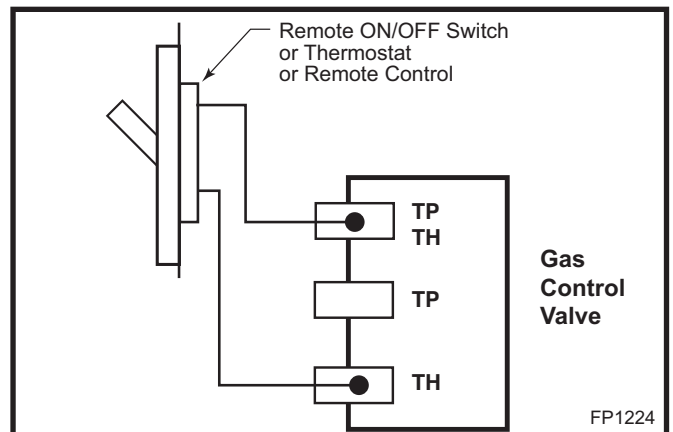 Remote ON/OFF Switch
or Thermostat
or Remote Control
TP
TH
TP
TH
Gas
Control
Valve
FP1224